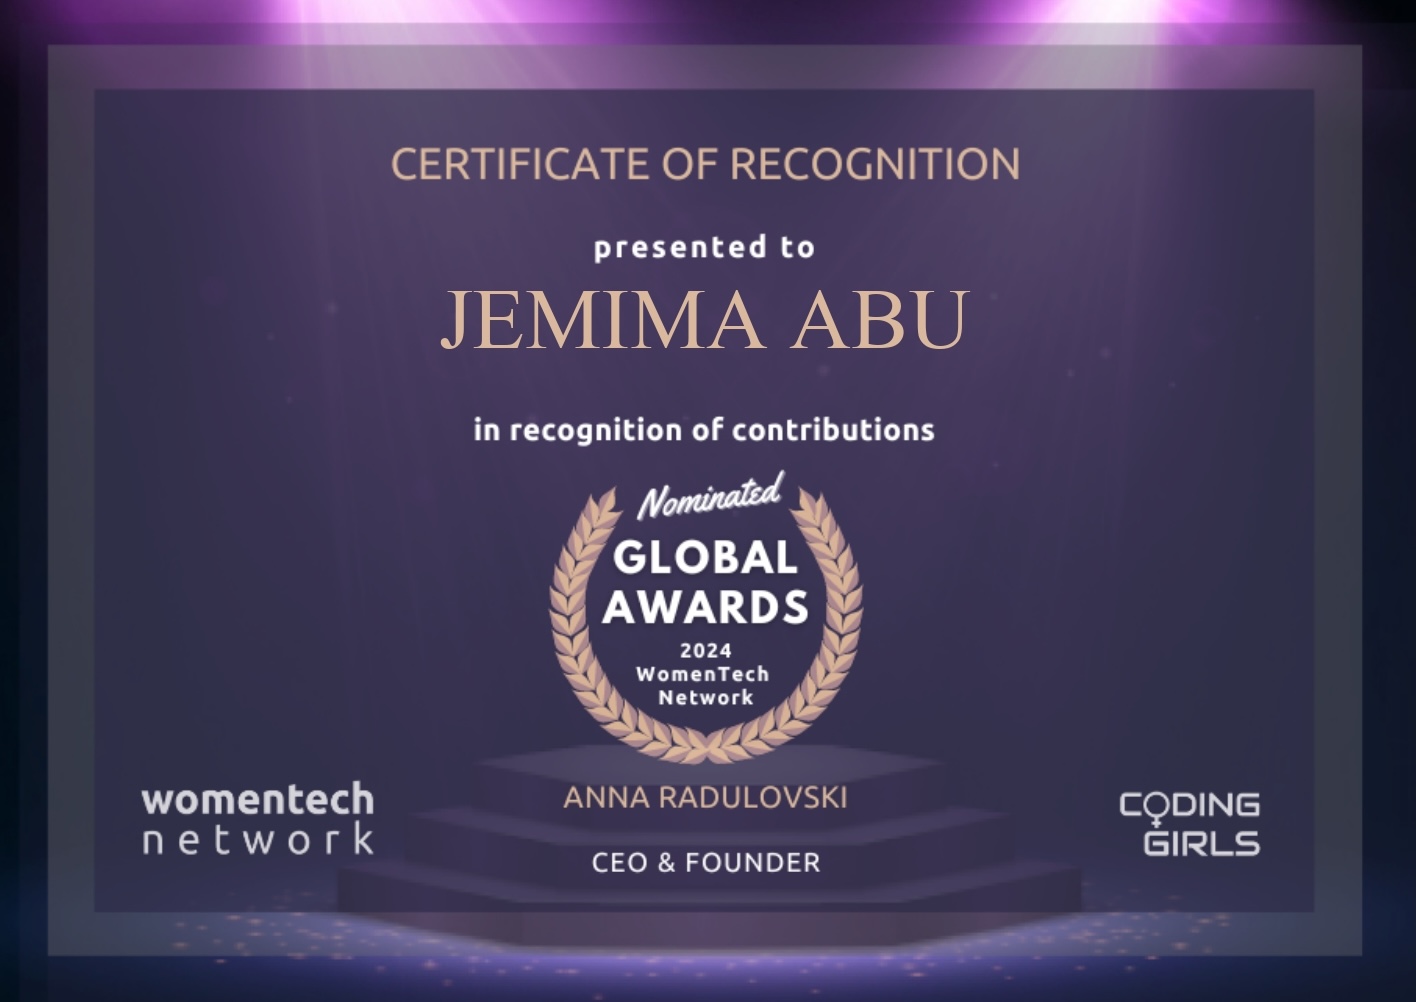 CERTIFICATE OF RECOGNITION
presented to
JEMIMA ABU
in recognition of contributions
Nominated
GLOBAL
AWARDS
2024
WomenTech
Network
ANNA RADULOVSKI
CEO & FOUNDER
womentech
network
CODING
GIRLS